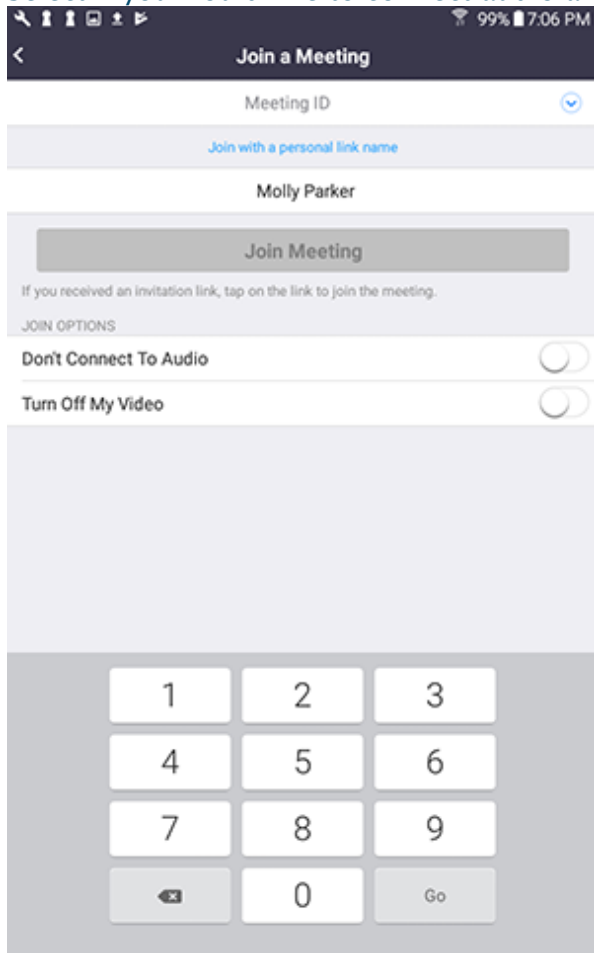 99% 7:06 PM
Join a Meeting
Meeting ID
Join with a personal link name
Molly Parker
Join Meeting
If you received an invitation link, tap on the link to join the meeting.
JOIN OPTIONS
Don't Connect To Audio
Turn Off My Video
1 2 3
4 5 6
7 8 9
0 Go